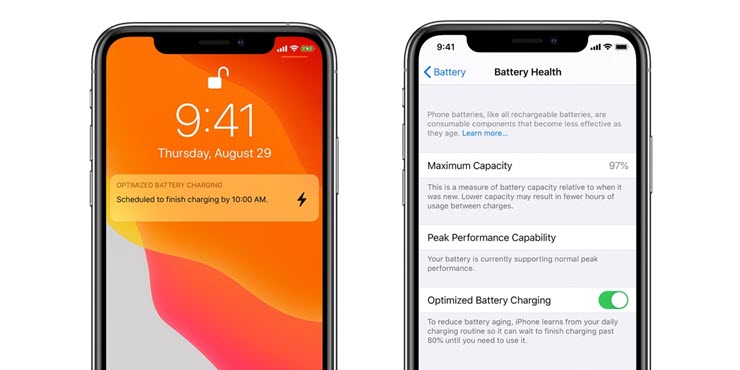 9:41
Thursday, August 29
OPTIMIZED BATTERY CHARGING
Scheduled to finish charging by 10:00 AM.
9:41
Battery
Battery Health
Phone batteries, like all rechargeable batteries, are
consumable components that become less effective as
they age. Learn more...
Maximum Capacity 97%
This is a measure of battery capacity relative to when it
was new. Lower capacity may result in fewer hours of
usage between charges.
Peak Performance Capability
Your battery is currently supporting normal peak
performance.
Optimized Battery Charging
To reduce battery aging, iPhone learns from your daily
charging routine so it can wait to finish charging past
80% until you need to use it.